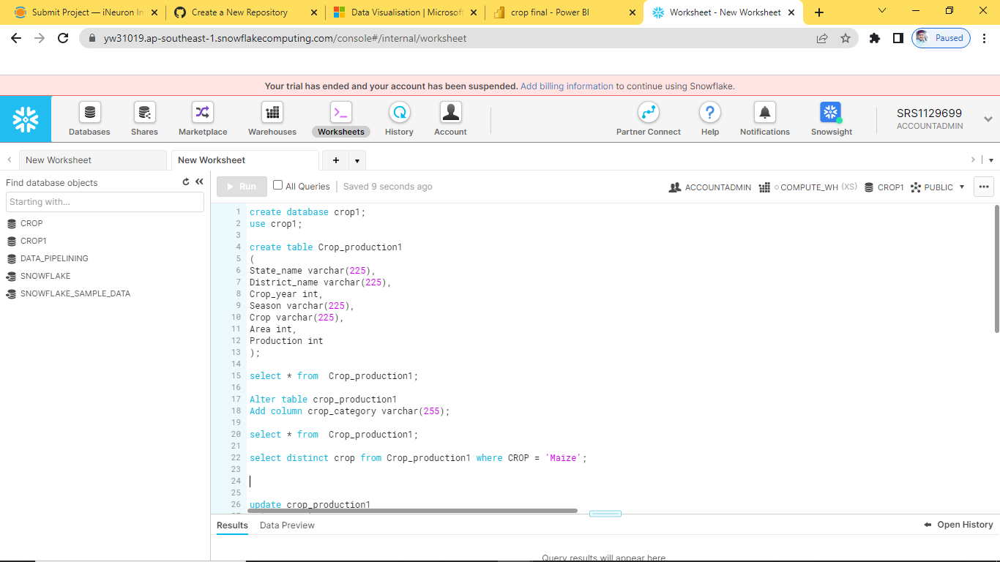 Submit Project — iNeuron In
Create a New Repository
Data Visualisation | Microsoft
crop final - Power BI
Worksheet - New Worksheet
yw31019.ap-southeast-1.snowflakecomputing.com/console#/internal/worksheet
Paused
Your trial has ended and your account has been suspended. Add billing information to continue using Snowflake.
Databases
Shares
Marketplace
Warehouses
Worksheets
History
Account
Partner Connect
Help
Notifications
Snowsight
SRS1129699
ACCOUNTADMIN
New Worksheet
New Worksheet
Find database objects
Starting with...
CROP
CROP1
DATA_PIPELINING
SNOWFLAKE
SNOWFLAKE_SAMPLE_DATA
Run
All Queries
Saved 9 seconds ago
ACCOUNTADMIN
COMPUTE_WH (XS)
CROP1
PUBLIC
1 create database crop1;
2 use crop1;
3
4 create table Crop_production1
5 (
6 State_name varchar(225),
7 District_name varchar(225),
8 Crop_year int,
9 Season varchar(225),
10 Crop varchar(225),
11 Area int,
12 Production int
13 );
14
15 select * from  Crop_production1;
16
17 Alter table crop_production1
18 Add column crop_category varchar(255);
19
20 select * from  Crop_production1;
21
22 select distinct crop from Crop_production1 where CROP = 'Maize';
23
24
25
26 update crop_production1
Results
Data Preview
Open History
Query results will appear here.